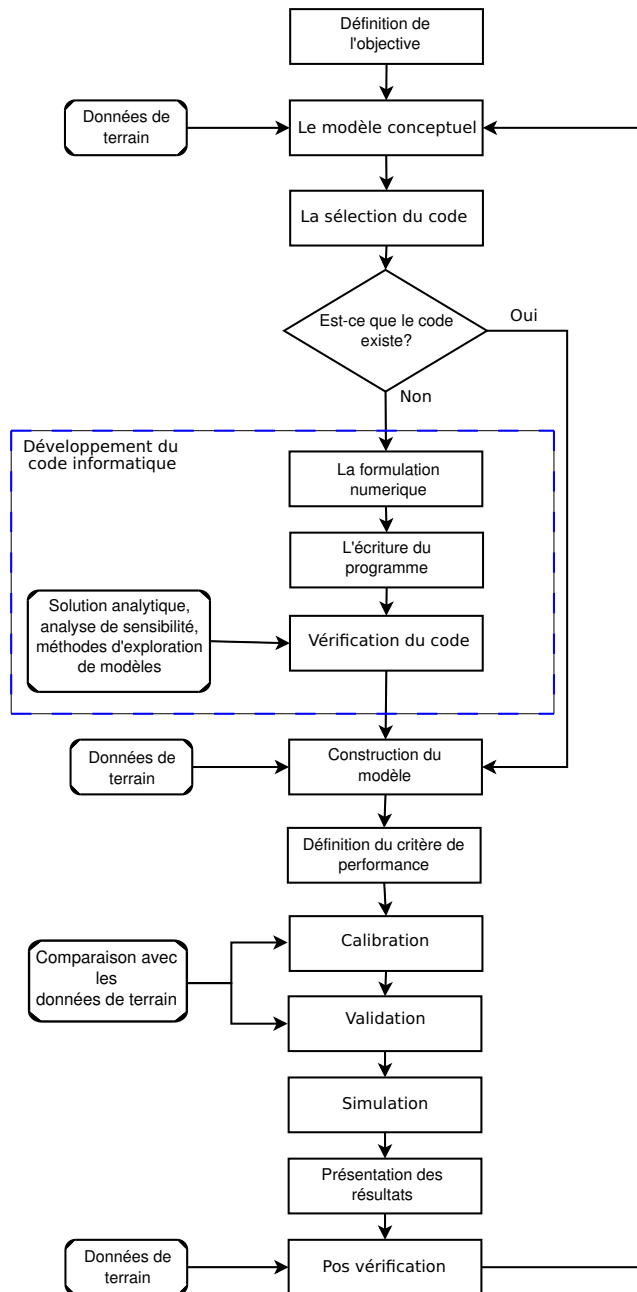 Définition de
l'objective
Données de
terrain
Le modèle conceptuel
La sélection du code
Est-ce que le code
existe?
Oui
Non
Développement du
code informatique
La formulation
numerique
L'écriture du
programme
Solution analytique,
analyse de sensibilité,
méthodes d'exploration
de modèles
Vérification du code
Données de
terrain
Construction du
modèle
Définition du critère de
performance
Comparaison avec
les
données de terrain
Calibration
Validation
Simulation
Présentation des
résultats
Données de
terrain
Pos vérification